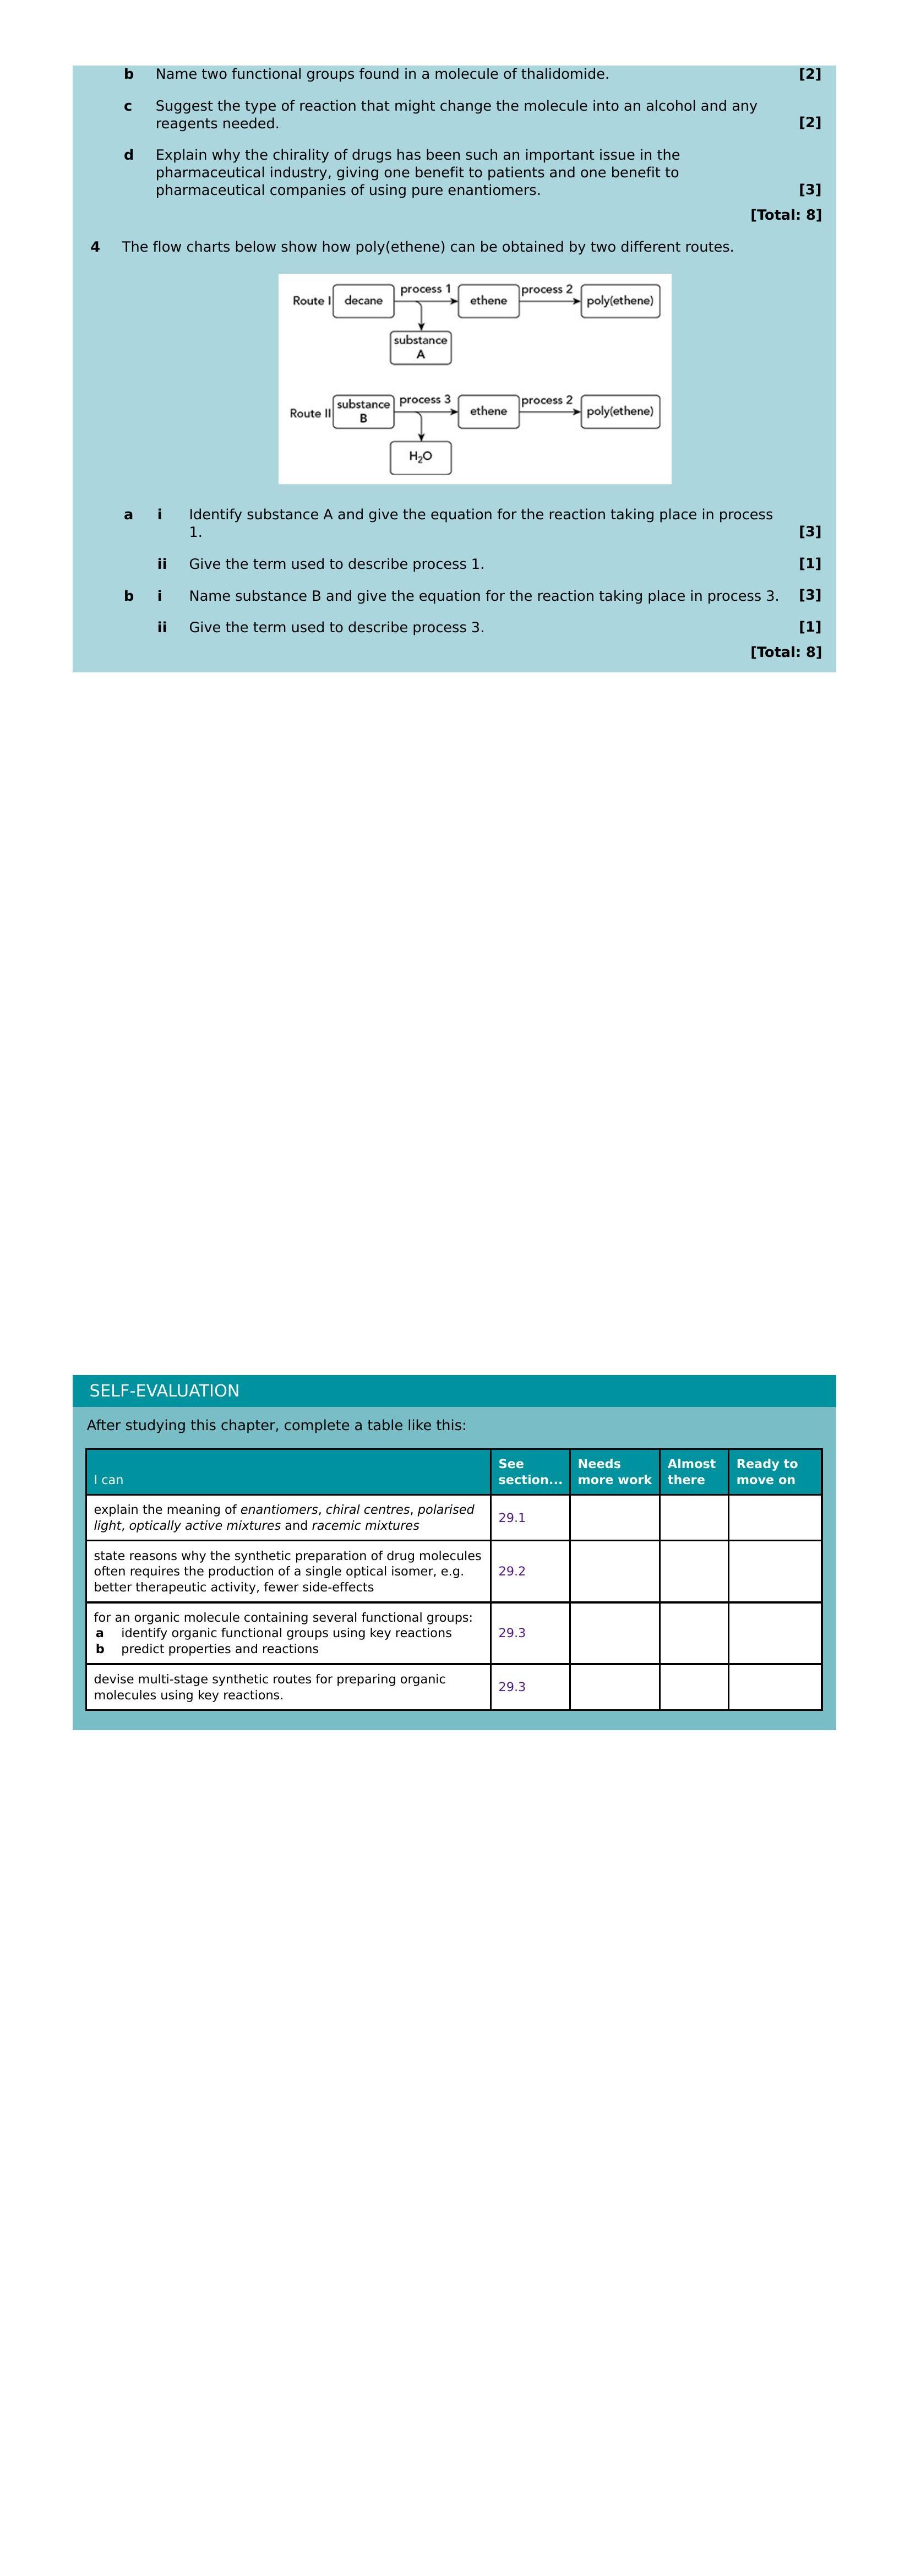 b Name two functional groups found in a molecule of thalidomide. [2]
c Suggest the type of reaction that might change the molecule into an alcohol and any
reagents needed. [2]
d Explain why the chirality of drugs has been such an important issue in the
pharmaceutical industry, giving one benefit to patients and one benefit to
pharmaceutical companies of using pure enantiomers. [3]
[Total: 8]
4 The flow charts below show how poly(ethene) can be obtained by two different routes.
Route I decane process 1 ethene process 2 poly(ethene)
substance
A
Route II substance
B process 3 ethene process 2 poly(ethene)
H₂O
a i Identify substance A and give the equation for the reaction taking place in process
1. [3]
ii Give the term used to describe process 1. [1]
b i Name substance B and give the equation for the reaction taking place in process 3. [3]
ii Give the term used to describe process 3. [1]
[Total: 8]
SELF-EVALUATION
After studying this chapter, complete a table like this:
I can See section... Needs more work Almost there Ready to move on
explain the meaning of enantiomers, chiral centres, polarised
light, optically active mixtures and racemic mixtures 29.1
state reasons why the synthetic preparation of drug molecules
often requires the production of a single optical isomer, e.g. 29.2
better therapeutic activity, fewer side-effects
for an organic molecule containing several functional groups:
a identify organic functional groups using key reactions 29.3
b predict properties and reactions
devise multi-stage synthetic routes for preparing organic
molecules using key reactions. 29.3